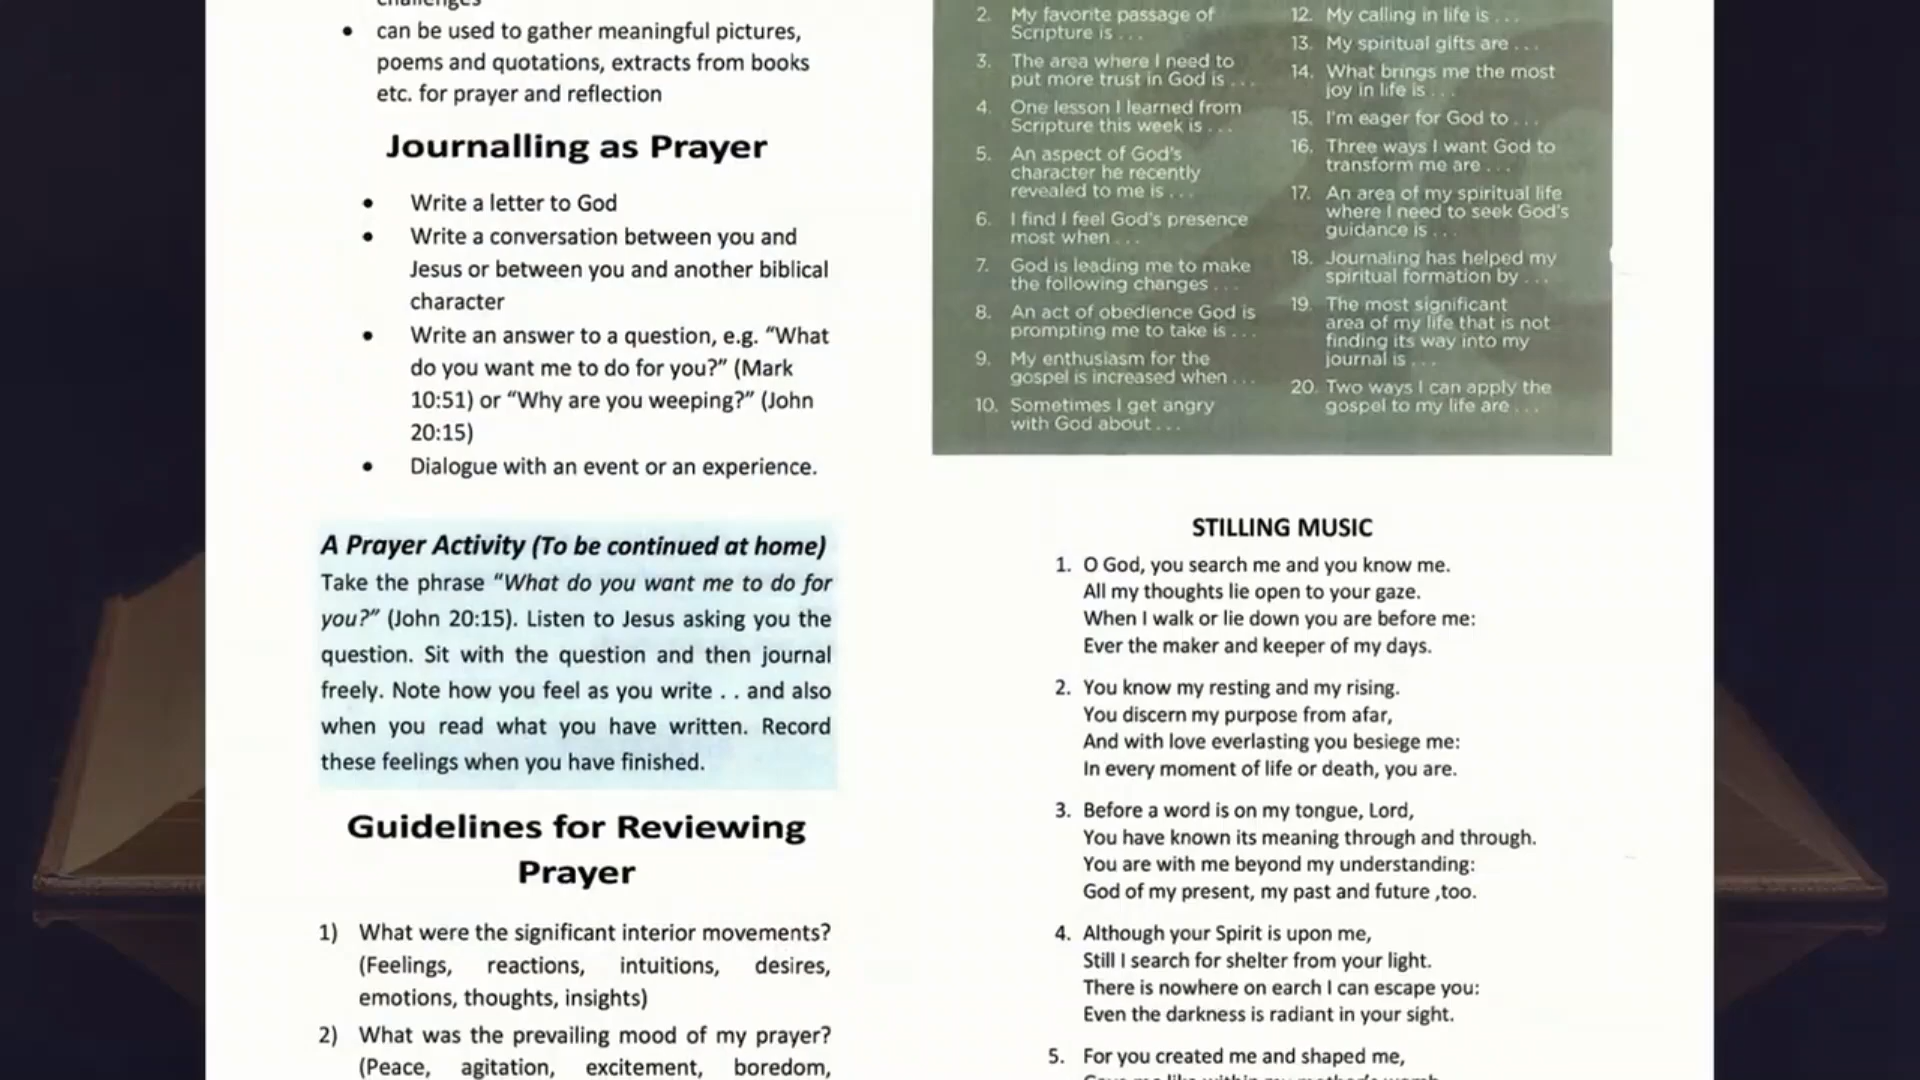 challenges
• can be used to gather meaningful pictures,
poems and quotations, extracts from books
etc. for prayer and reflection
Journalling as Prayer
• Write a letter to God
• Write a conversation between you and
Jesus or between you and another biblical
character
• Write an answer to a question, e.g. “What
do you want me to do for you?” (Mark
10:51) or “Why are you weeping?” (John
20:15)
• Dialogue with an event or an experience.
A Prayer Activity (To be continued at home)
Take the phrase “What do you want me to do for
you?” (John 20:15). Listen to Jesus asking you the
question. Sit with the question and then journal
freely. Note how you feel as you write . . and also
when you read what you have written. Record
these feelings when you have finished.
Guidelines for Reviewing
Prayer
1) What were the significant interior movements?
(Feelings, reactions, intuitions, desires,
emotions, thoughts, insights)
2) What was the prevailing mood of my prayer?
(Peace, agitation, excitement, boredom,
2. My favorite passage of
Scripture is . . .
3. The area where I need to
put more trust in God is . . .
4. One lesson I learned from
Scripture this week is . . .
5. An aspect of God's
character he recently
revealed to me is . . .
6. I find I feel God's presence
most when . . .
7. God is leading me to make
the following changes . . .
8. An act of obedience God is
prompting me to take is . . .
9. My enthusiasm for the
gospel is increased when . . .
10. Sometimes I get angry
with God about . . .
12. My calling in life is . . .
13. My spiritual gifts are . . .
14. What brings me the most
joy in life is . . .
15. I'm eager for God to . . .
16. Three ways I want God to
transform me are . . .
17. An area of my spiritual life
where I need to seek God's
guidance is . . .
18. Journaling has helped my
spiritual formation by . . .
19. The most significant
area of my life that is not
finding its way into my
journal is . . .
20. Two ways I can apply the
gospel to my life are . . .
STILLING MUSIC
1. O God, you search me and you know me.
All my thoughts lie open to your gaze.
When I walk or lie down you are before me:
Ever the maker and keeper of my days.
2. You know my resting and my rising.
You discern my purpose from afar,
And with love everlasting you besiege me:
In every moment of life or death, you are.
3. Before a word is on my tongue, Lord,
You have known its meaning through and through.
You are with me beyond my understanding:
God of my present, my past and future ,too.
4. Although your Spirit is upon me,
Still I search for shelter from your light.
There is nowhere on earch I can escape you:
Even the darkness is radiant in your sight.
5. For you created me and shaped me,